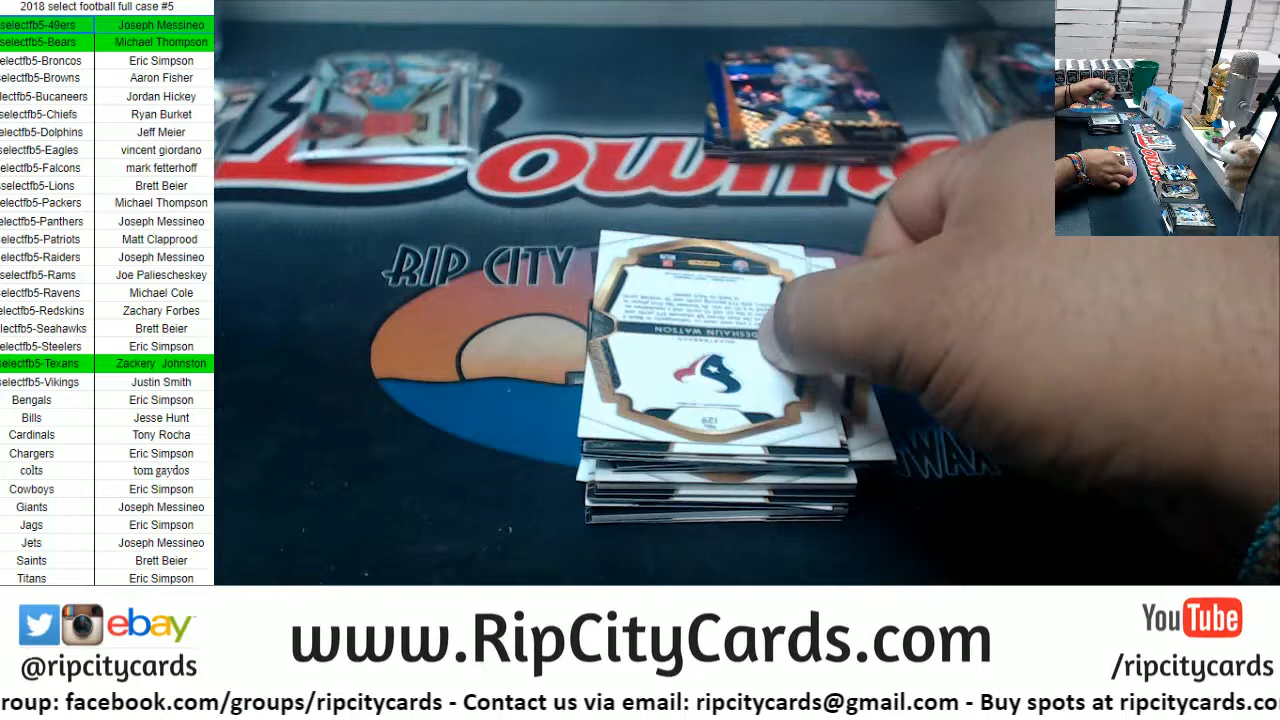 2018 select football full case #5
selectfb5-49ers Joseph Messineo
selectfb5-Bears Michael Thompson
selectfb5-Broncos Eric Simpson
selectfb5-Browns Aaron Fisher
lectfb5-Bucaneers Jordan Hickey
electfb5-Chiefs Ryan Burket
lectfb5-Dolphins Jeff Meier
electfb5-Eagles vincent giordano
electfb5-Falcons mark fetterhoff
selectfb5-Lions Brett Beier
lectfb5-Packers Michael Thompson
electfb5-Panthers Joseph Messineo
electfb5-Patriots Matt Clapprood
electfb5-Raiders Joseph Messineo
selectfb5-Rams Joe Paliescheskey
electfb5-Ravens Michael Cole
Zachary Forbes
lectfb5-Seahawks Brett Beier
electfb5-Steelers Eric Simpson
electfb5-Texans Zackery Johnston
selectfb5-Vikings Justin Smith
Bengals Eric Simpson
Bills Jesse Hunt
Cardinals Tony Rocha
Chargers Eric Simpson
colts tom gaydos
Cowboys Eric Simpson
Giants Joseph Messineo
Jags Eric Simpson
Jets Joseph Messineo
Saints Brett Beier
Titans Eric Simpson
RIP CITY
DESHAUN WATSON
QUARTERBACK
129
ebay
@ripcitycards
www.RipCityCards.com
YouTube
/ripcitycards
roup: facebook.com/groups/ripcitycards - Contact us via email: ripcitycards@gmail.com - Buy spots at ripcitycards.co